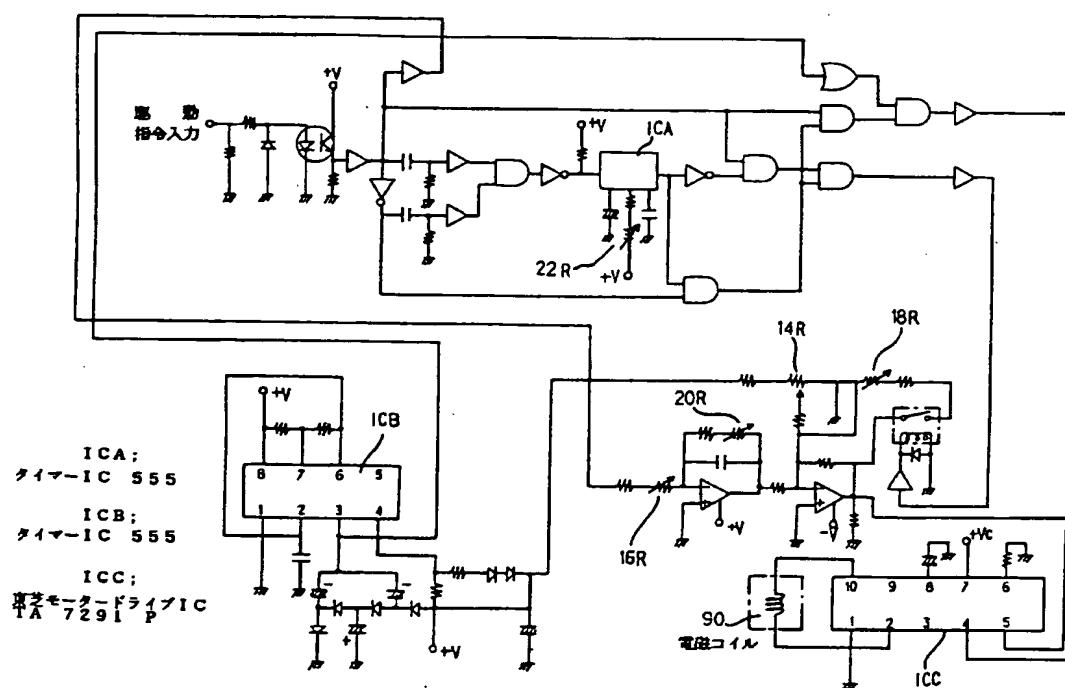 +V
駆 動
指令入力
+V
ICA
22R
+V
14R
18R
+V
ICB
20R
8 7 6 5
1 2 3 4
16R
+V
-V
ICA;
タイマーIC 555
ICB;
タイマーIC 555
ICC;
東芝モータードライブIC
TA 7291 P
+V
+Vc
10 9 8 7 6
1 2 3 4 5
90
電磁コイル
ICC